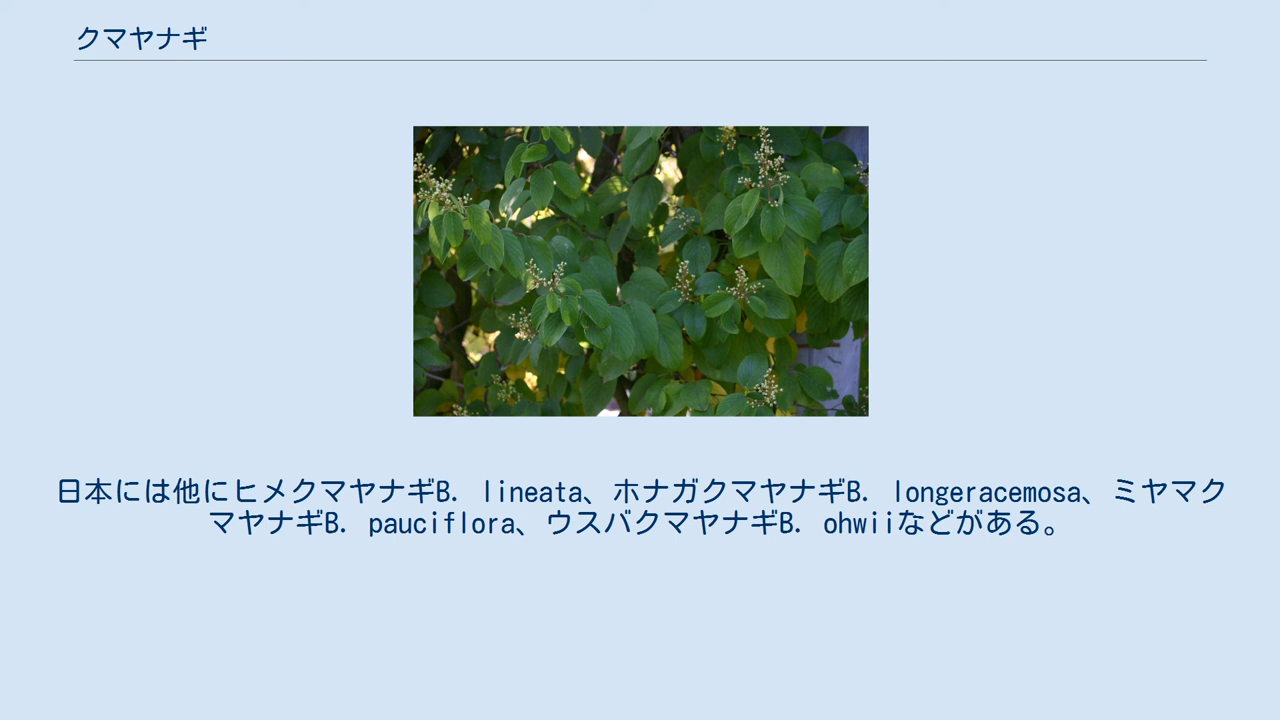 クマヤナギ
日本には他にヒメクマヤナギB. lineata、ホナガクマヤナギB. longeracemosa、ミヤマク
マヤナギB. pauciflora、ウスバクマヤナギB. ohwiiなどがある。